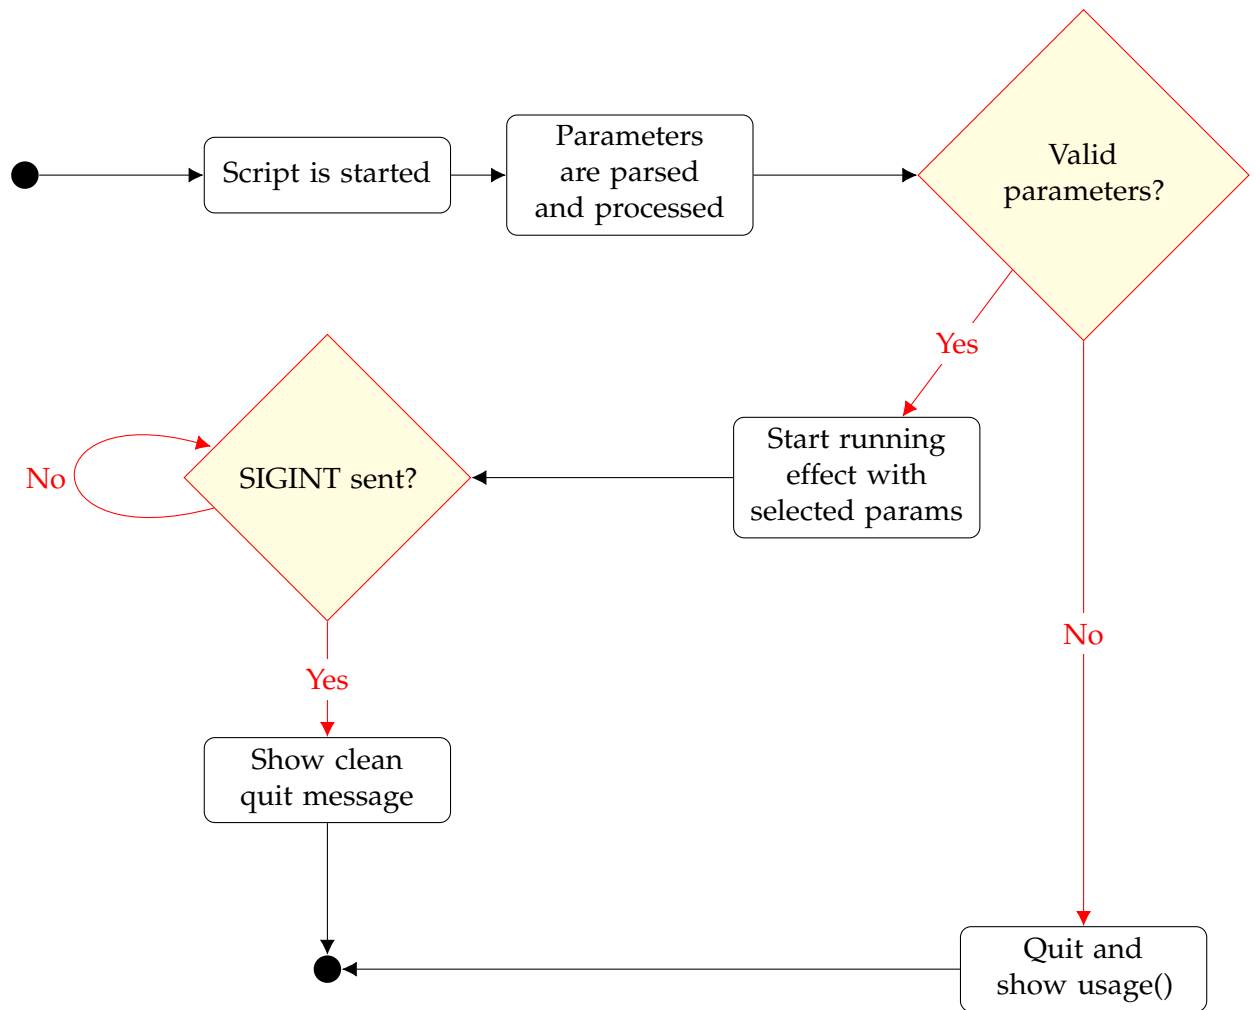 Script is started
Parameters
are parsed
and processed
Valid
parameters?
Yes
Start running
effect with
selected params
SIGINT sent?
No
No
Yes
Show clean
quit message
Quit and
show usage()